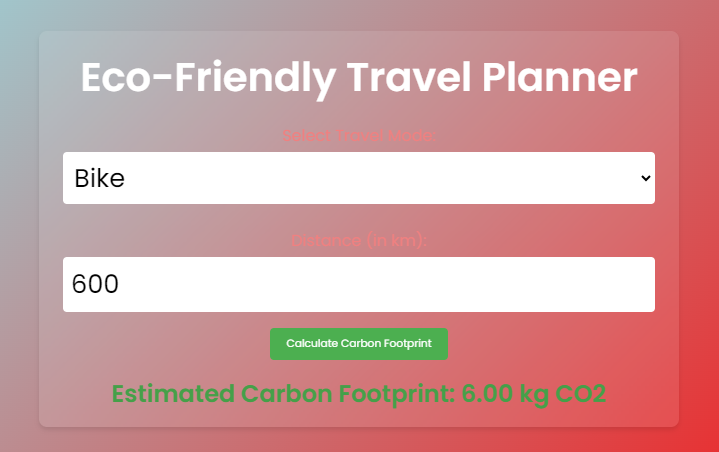 Eco-Friendly Travel Planner
Select Travel Mode
Bike
Distance (in km):
600
Calculate Carbon Footprint
Estimated Carbon Footprint: 6.00 kg CO2